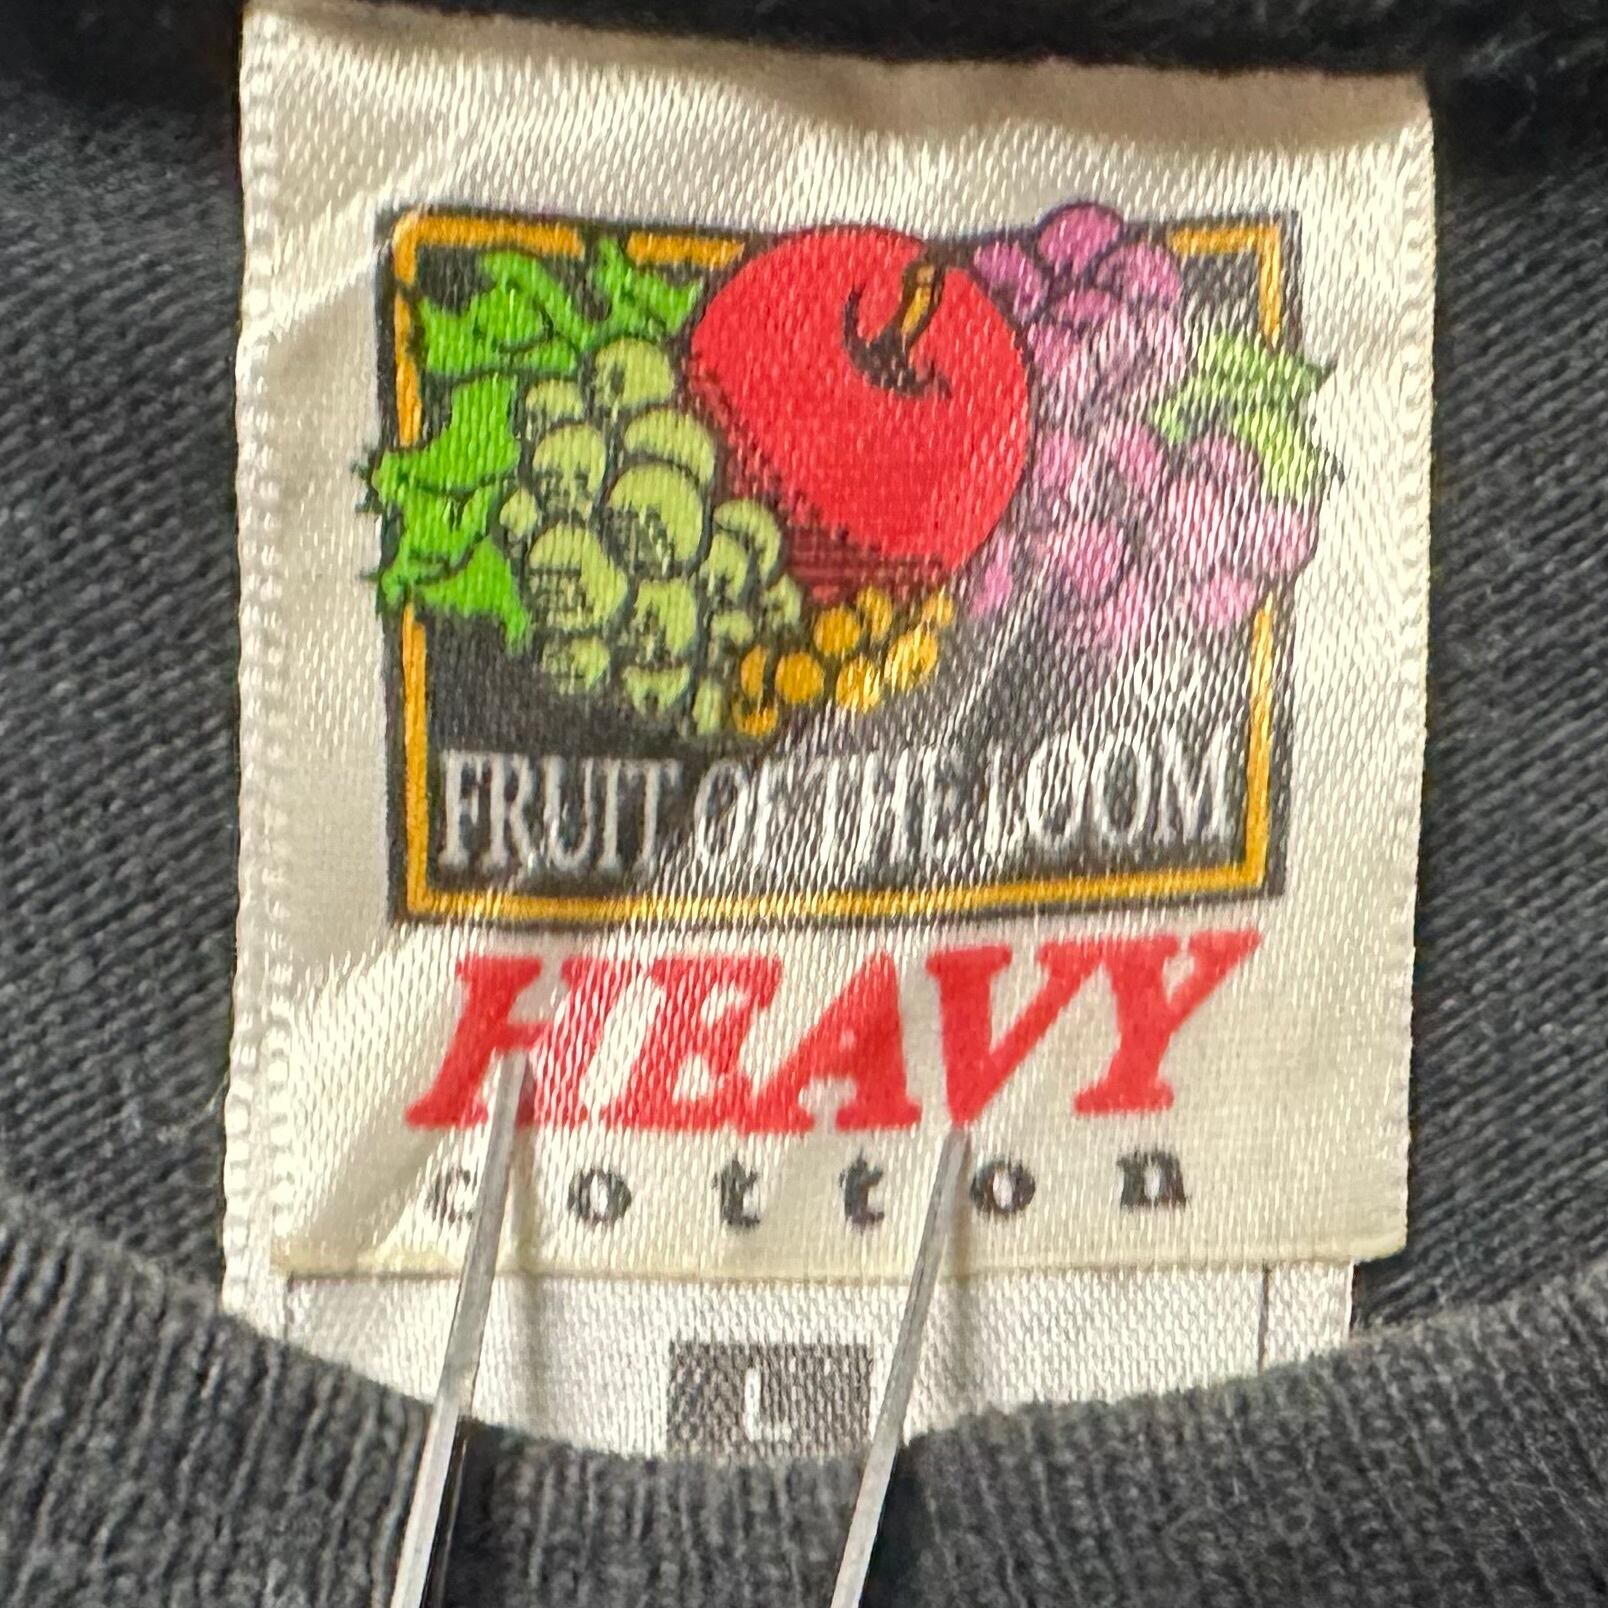 FRUIT OF THE LOOM
HEAVY
cotton
L